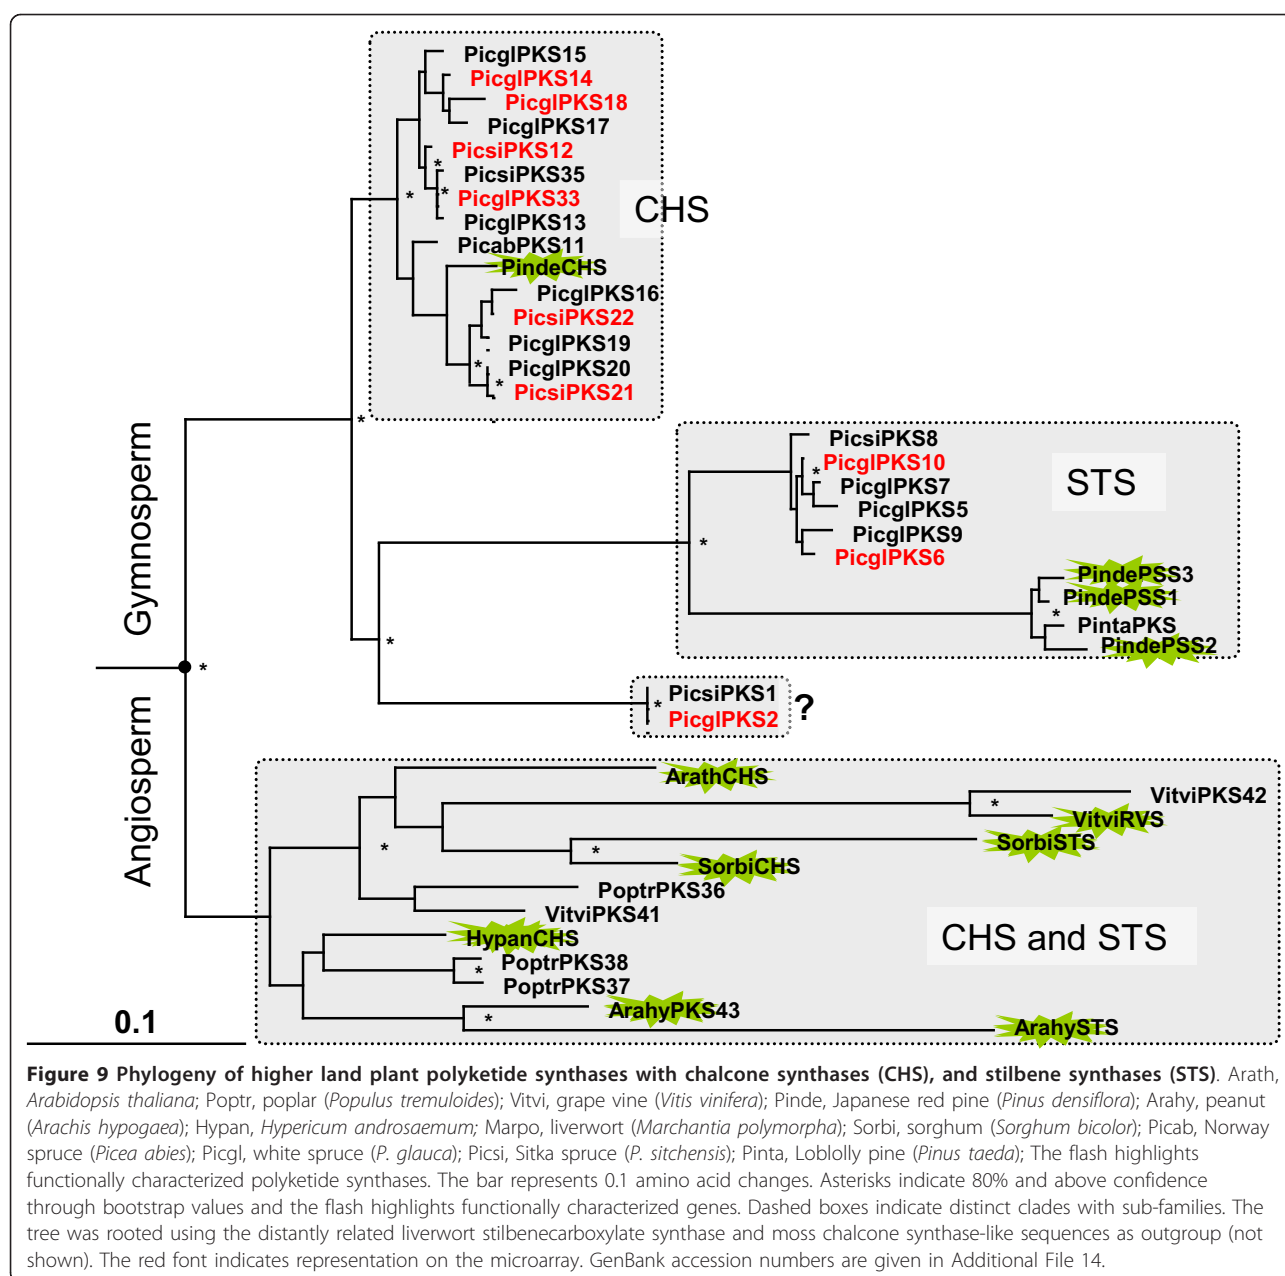 PicglPKS15
PicglPKS14
PicglPKS18
PicglPKS17
PicsiPKS12
*
PicsiPKS35
* *
PicglPKS33
CHS
PicglPKS13
PicabPKS11
PindeCHS
PicglPKS16
PicsiPKS22
PicglPKS19
*
PicglPKS20
*
PicsiPKS21
*
Gymnosperm
PicsiPKS8
PicglPKS10
*
PicglPKS7
STS
PicglPKS5
PicglPKS9
*
PicglPKS6
PindePSS3
PindePSS1
*
PintaPKS
PindePSS2
*
*
PicsiPKS1
*
PicglPKS2
?
Angiosperm
ArathCHS
VitviPKS42
*
VitviRVS
SorbiSTS
*
*
SorbiCHS
PoptrPKS36
VitviPKS41
HypanCHS
CHS and STS
PoptrPKS38
*
PoptrPKS37
ArahyPKS43
*
ArahySTS
0.1
Figure 9 Phylogeny of higher land plant polyketide synthases with chalcone synthases (CHS), and stilbene synthases (STS). Arath,
Arabidopsis thaliana; Poptr, poplar (Populus tremuloides); Vitvi, grape vine (Vitis vinifera); Pinde, Japanese red pine (Pinus densiflora); Arahy, peanut
(Arachis hypogaea); Hypan, Hypericum androsaemum; Marpo, liverwort (Marchantia polymorpha); Sorbi, sorghum (Sorghum bicolor); Picab, Norway
spruce (Picea abies); Picgl, white spruce (P. glauca); Picsi, Sitka spruce (P. sitchensis); Pinta, Loblolly pine (Pinus taeda); The flash highlights
functionally characterized polyketide synthases. The bar represents 0.1 amino acid changes. Asterisks indicate 80% and above confidence
through bootstrap values and the flash highlights functionally characterized genes. Dashed boxes indicate distinct clades with sub-families. The
tree was rooted using the distantly related liverwort stilbenecarboxylate synthase and moss chalcone synthase-like sequences as outgroup (not
shown). The red font indicates representation on the microarray. GenBank accession numbers are given in Additional File 14.